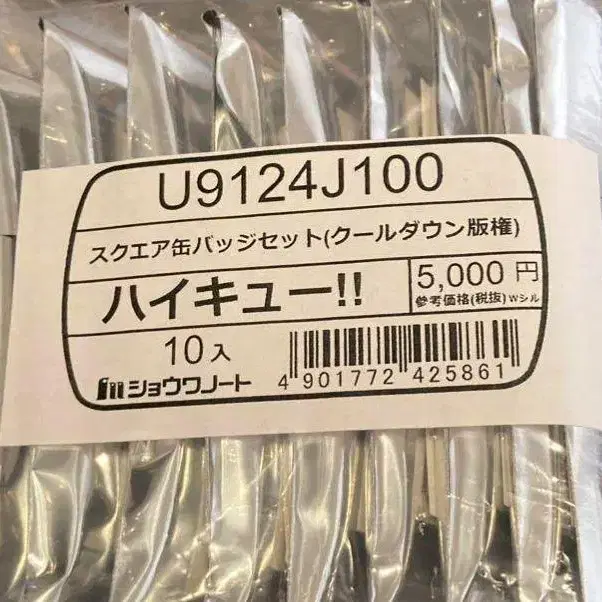 U9124J100
スクエア缶バッジセット(クールダウン版権)
ハイキュー!!
5,000 円
参考価格(税抜) Wシル
10入
ショウワノート
4 901772 425861